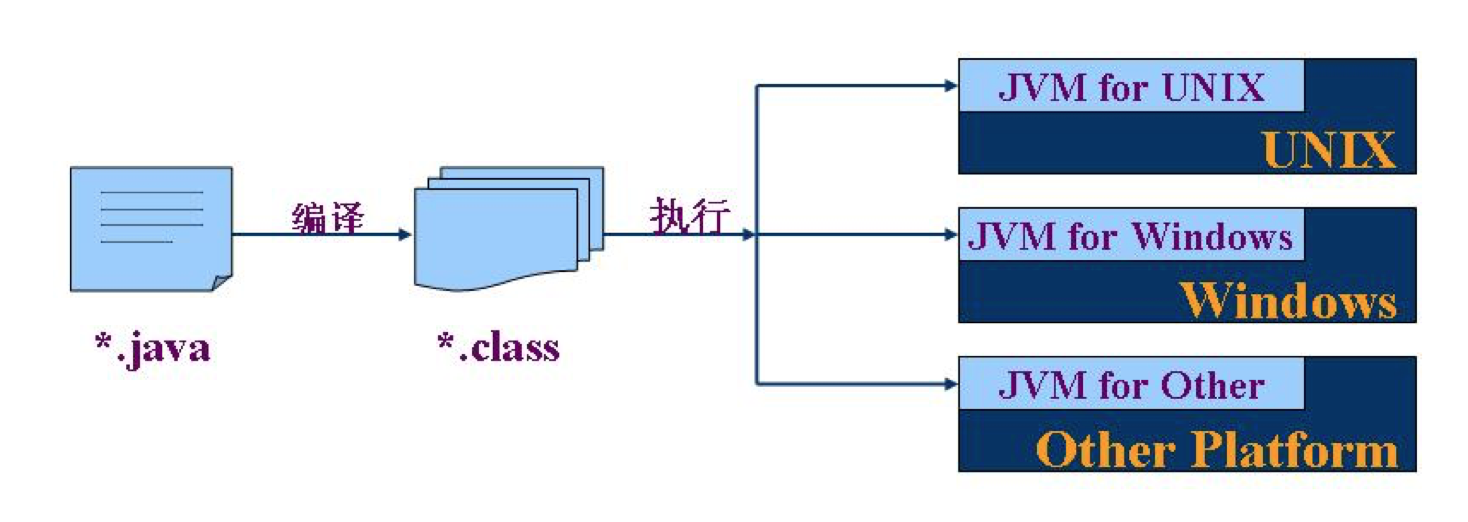 编译
*.java
*.class
执行
JVM for UNIX
UNIX
JVM for Windows
Windows
JVM for Other
Other Platform